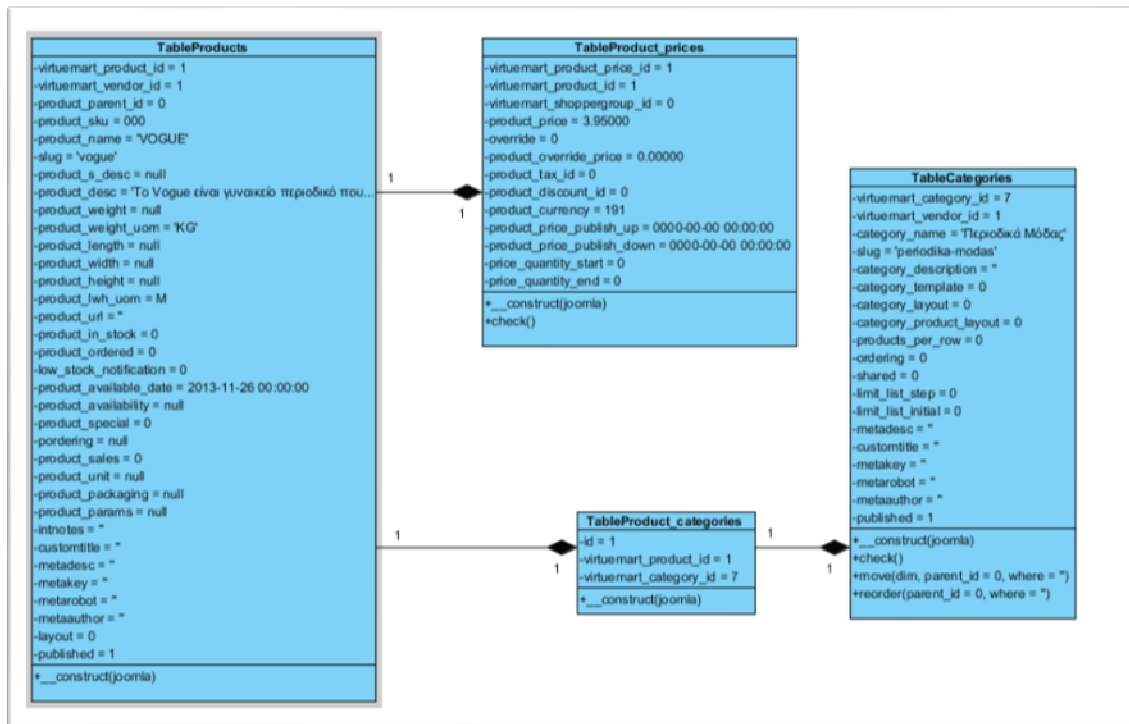 TableProducts
-virtuemart_product_id = 1
-virtuemart_vendor_id = 1
-product_parent_id = 0
-product_sku = 000
-product_name = 'VOGUE'
-slug = 'vogue'
-product_s_desc = null
-product_desc = 'Το Vogue είναι γυναικείο περιοδικό που...
-product_weight = null
-product_weight_uom = 'KG'
-product_length = null
-product_width = null
-product_height = null
-product_lwh_uom = M
-product_url = ''
-product_in_stock = 0
-product_ordered = 0
-low_stock_notification = 0
-product_available_date = 2013-11-26 00:00:00
-product_availability = null
-product_special = 0
-pordering = null
-product_sales = 0
-product_unit = null
-product_packaging = null
-product_params = null
-intnotes = ''
-customtitle = ''
-metadesc = ''
-metakey = ''
-metarobot = ''
-metaauthor = ''
-layout = 0
-published = 1
+__construct(joomla)
1
1
TableProduct_prices
-virtuemart_product_price_id = 1
-virtuemart_product_id = 1
-virtuemart_shoppergroup_id = 0
-product_price = 3.95000
-override = 0
-product_override_price = 0.00000
-product_tax_id = 0
-product_discount_id = 0
-product_currency = 191
-product_price_publish_up = 0000-00-00 00:00:00
-product_price_publish_down = 0000-00-00 00:00:00
-price_quantity_start = 0
-price_quantity_end = 0
+__construct(joomla)
+check()
1
1
TableProduct_categories
-id = 1
-virtuemart_product_id = 1
-virtuemart_category_id = 7
+__construct(joomla)
1
1
TableCategories
-virtuemart_category_id = 7
-virtuemart_vendor_id = 1
-category_name = 'Περιοδικά Μόδας'
-slug = 'periodika-modas'
-category_description = ''
-category_template = 0
-category_layout = 0
-category_product_layout = 0
-products_per_row = 0
-ordering = 0
-shared = 0
-limit_list_step = 0
-limit_list_initial = 0
-metadesc = ''
-customtitle = ''
-metakey = ''
-metarobot = ''
-metaauthor = ''
-published = 1
+__construct(joomla)
+check()
+move(dim, parent_id = 0, where = '')
+reorder(parent_id = 0, where = '')